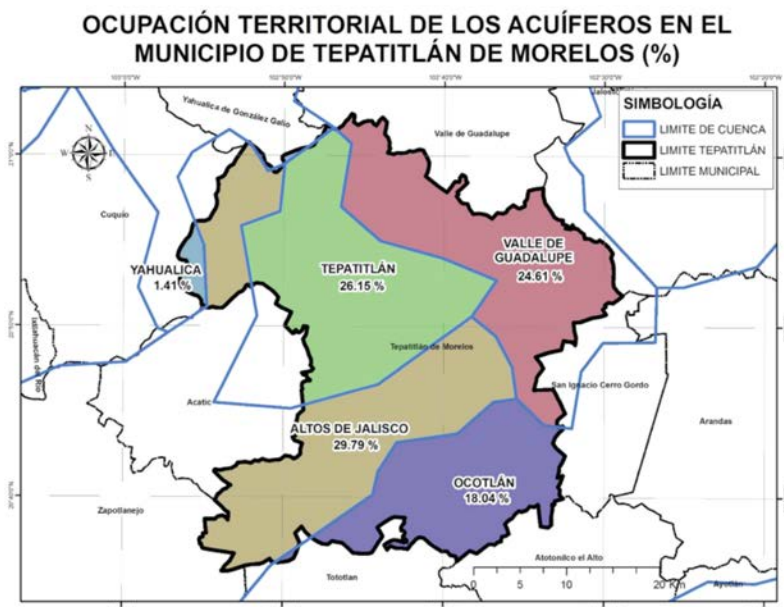 OCUPACIÓN TERRITORIAL DE LOS ACUÍFEROS EN EL
MUNICIPIO DE TEPATITLÁN DE MORELOS (%)
Yahualica de González Gallo
Valle de Guadalupe
SIMBOLOGÍA
LIMITE DE CUENCA
LIMITE TEPATITLÁN
LIMITE MUNICIPAL
N
W
E
S
Cuquío
YAHUALICA
1.41 %
TEPATITLÁN
26.15 %
VALLE DE
GUADALUPE
24.61 %
Tepatitlán de Morelos
San Ignacio Cerro Gordo
Acatic
Arandas
ALTOS DE JALISCO
29.79 %
OCOTLÁN
18.04 %
Zapotlanejo
Atotonilco el Alto
Tototlan
Ayotlán
0 5 10 20 Km